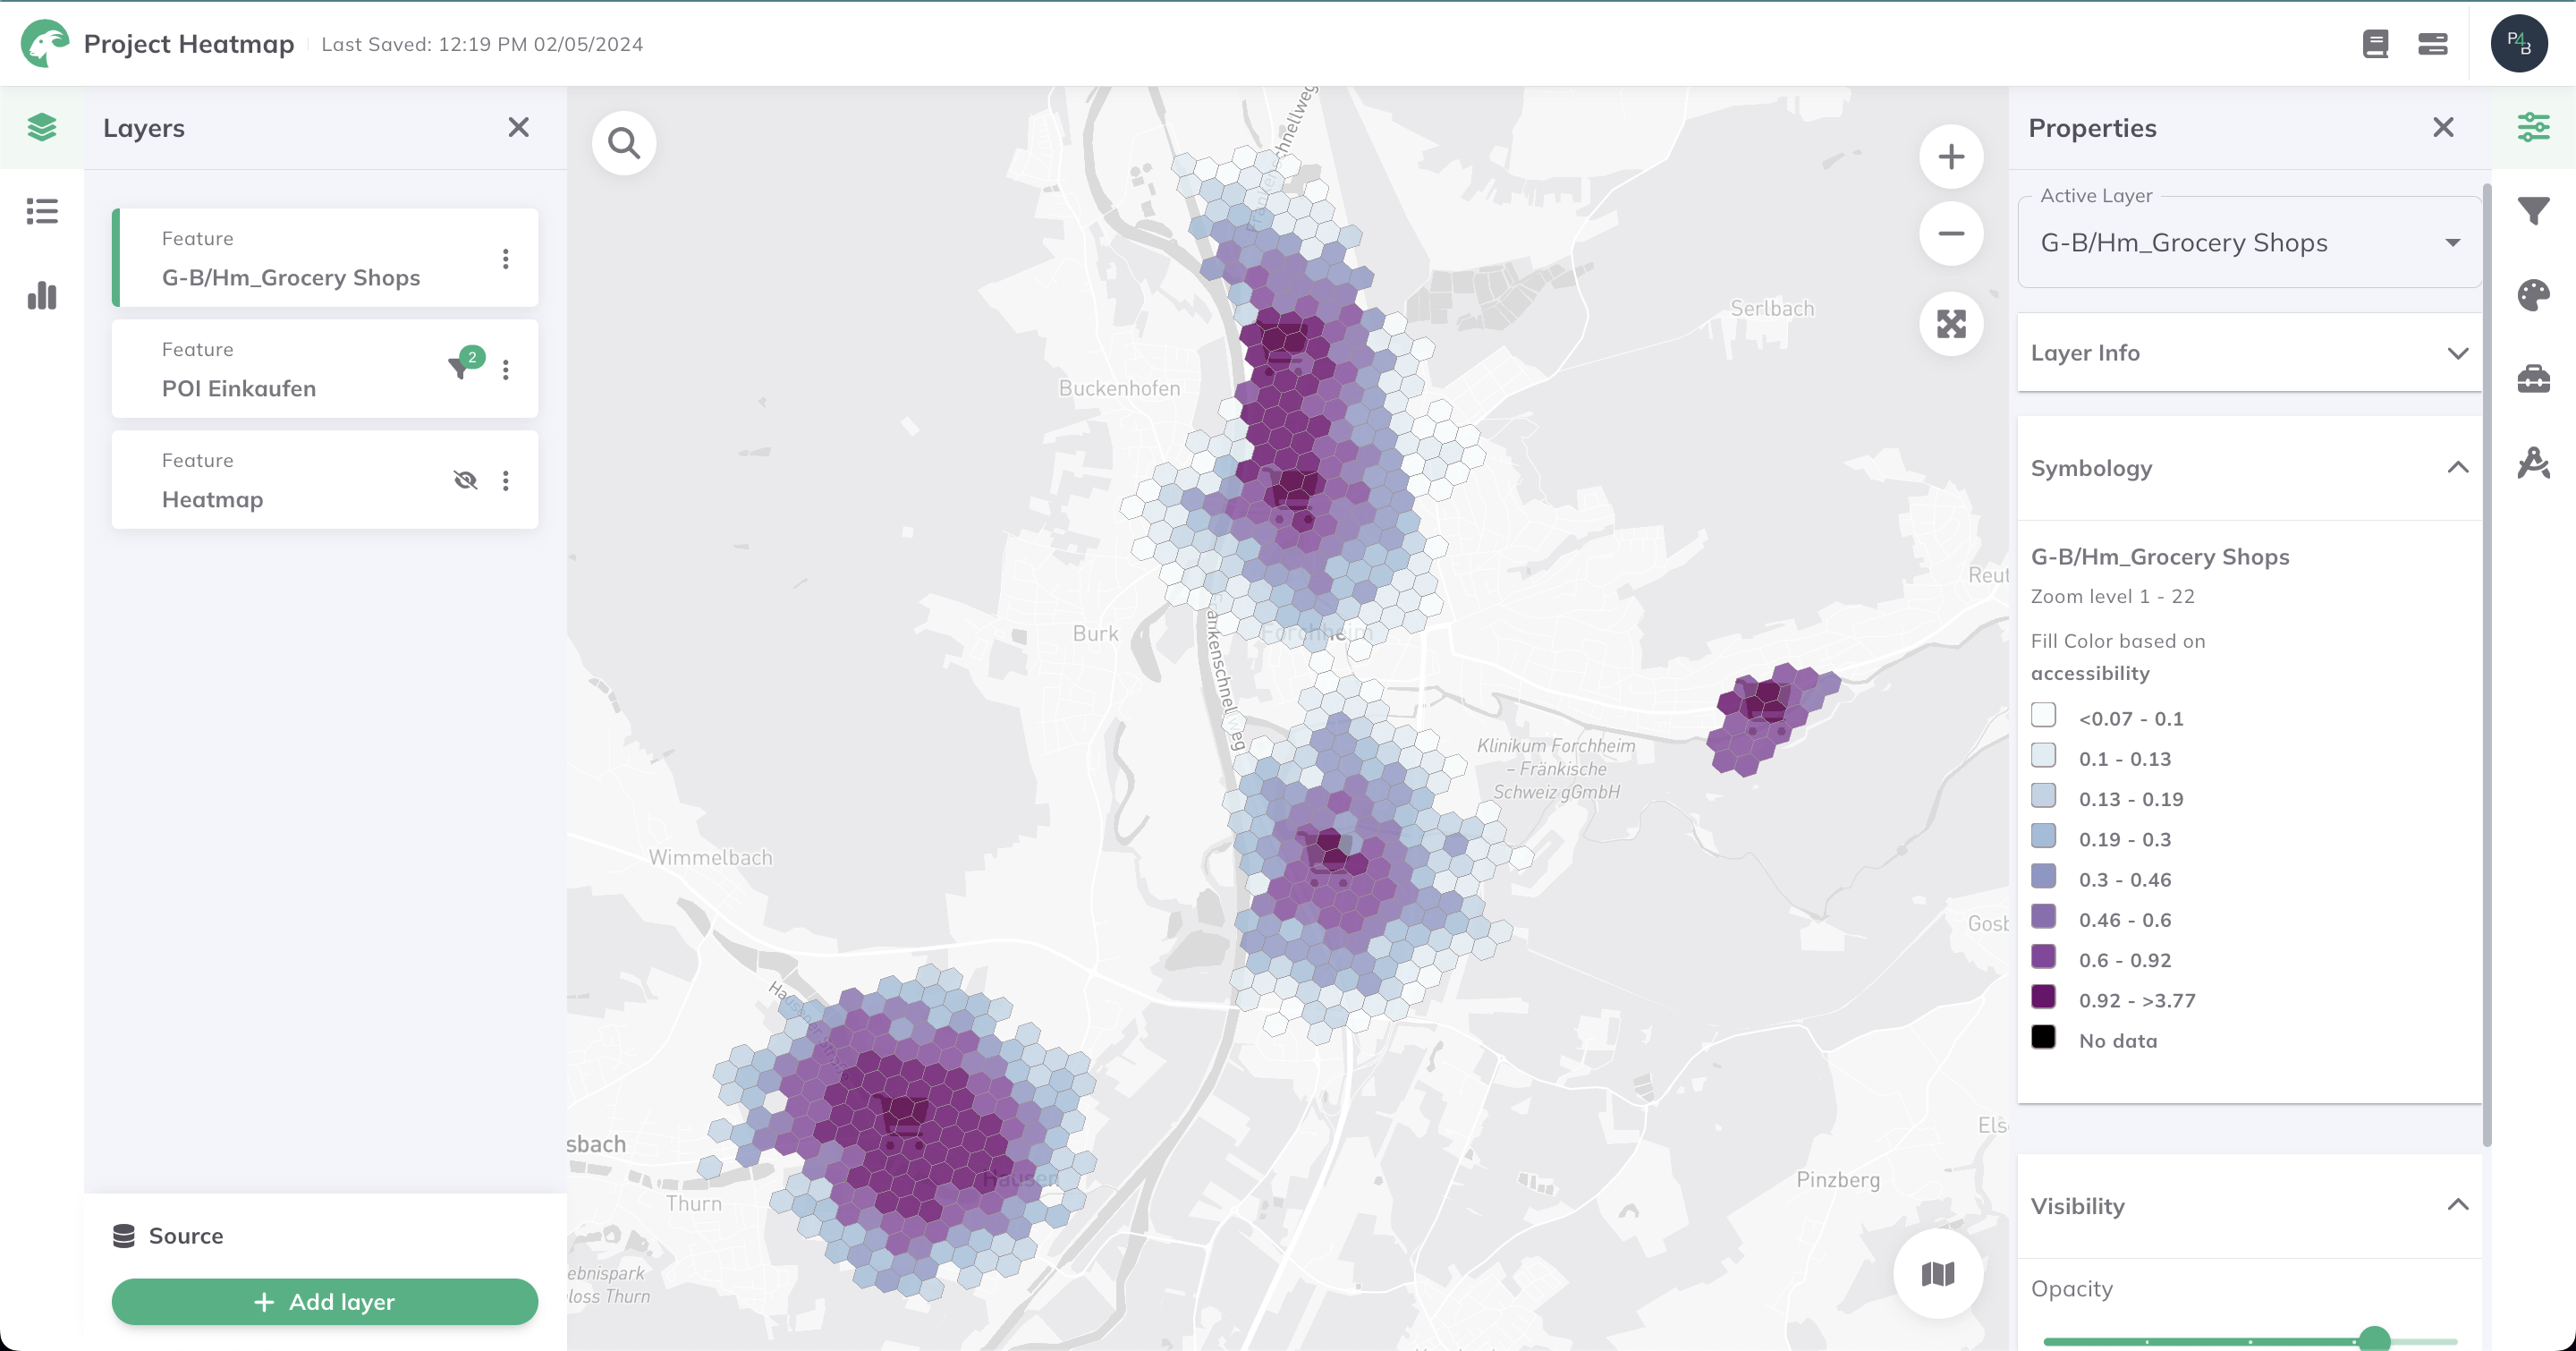 Project Heatmap
Last Saved: 12:19 PM 02/05/2024
P4B
Layers
Feature
G-B/Hm_Grocery Shops
Feature
POI Einkaufen
2
Feature
Heatmap
Source
+ Add layer
Serlbach
Buckenhofen
Reut
Burk
Forchheim
Klinikum Forchheim
– Fränkische
Schweiz gGmbH
Wimmelbach
Gosb
Els
sbach
Hausen
Pinzberg
Thurn
ebnispark
loss Thurn
Properties
Active Layer
G-B/Hm_Grocery Shops
Layer Info
Symbology
G-B/Hm_Grocery Shops
Zoom level 1 - 22
Fill Color based on
accessibility
<0.07 - 0.1
0.1 - 0.13
0.13 - 0.19
0.19 - 0.3
0.3 - 0.46
0.46 - 0.6
0.6 - 0.92
0.92 - >3.77
No data
Visibility
Opacity